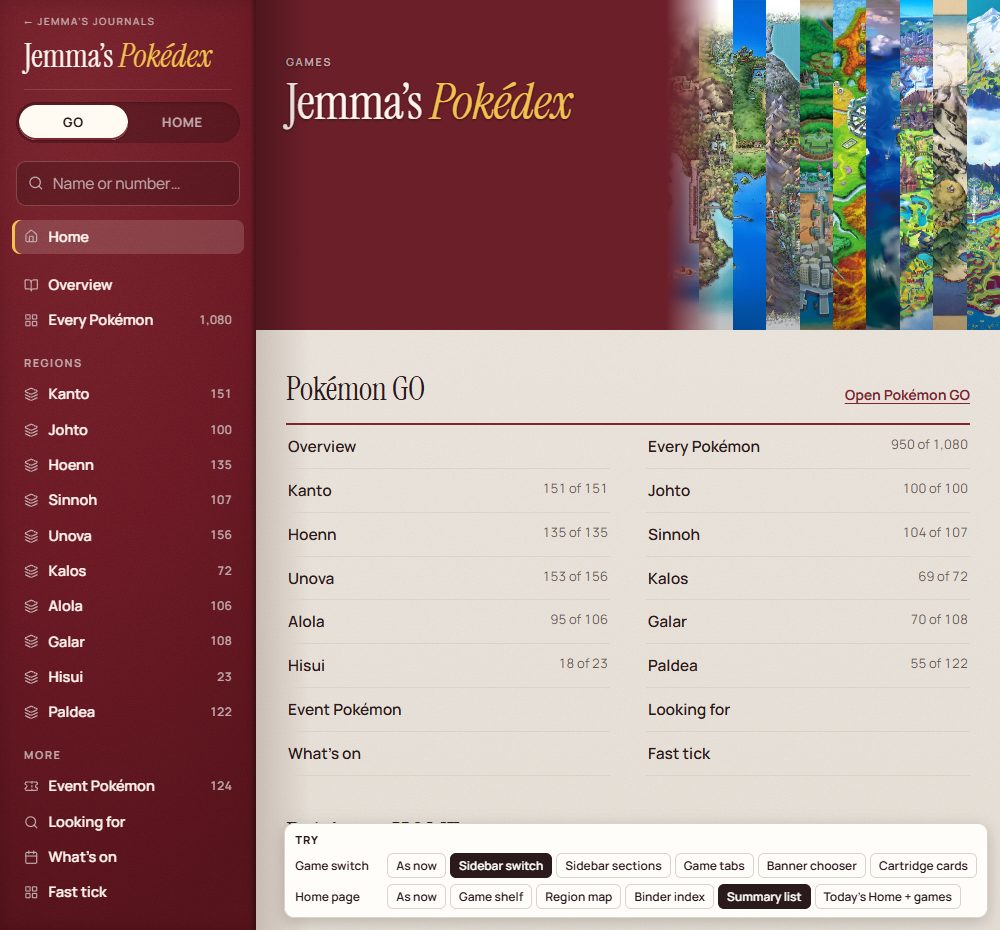 ← JEMMA'S JOURNALS
Jemma's Pokédex
GO HOME
Name or number…
Home
Overview
Every Pokémon 1,080
REGIONS
Kanto 151
Johto 100
Hoenn 135
Sinnoh 107
Unova 156
Kalos 72
Alola 106
Galar 108
Hisui 23
Paldea 122
MORE
Event Pokémon 124
Looking for
What's on
Fast tick
GAMES
Jemma's Pokédex
Pokémon GO
Open Pokémon GO
Overview
Every Pokémon 950 of 1,080
Kanto 151 of 151
Johto 100 of 100
Hoenn 135 of 135
Sinnoh 104 of 107
Unova 153 of 156
Kalos 69 of 72
Alola 95 of 106
Galar 70 of 108
Hisui 18 of 23
Paldea 55 of 122
Event Pokémon
Looking for
What's on
Fast tick
TRY
Game switch As now Sidebar switch Sidebar sections Game tabs Banner chooser Cartridge cards
Home page As now Game shelf Region map Binder index Summary list Today's Home + games